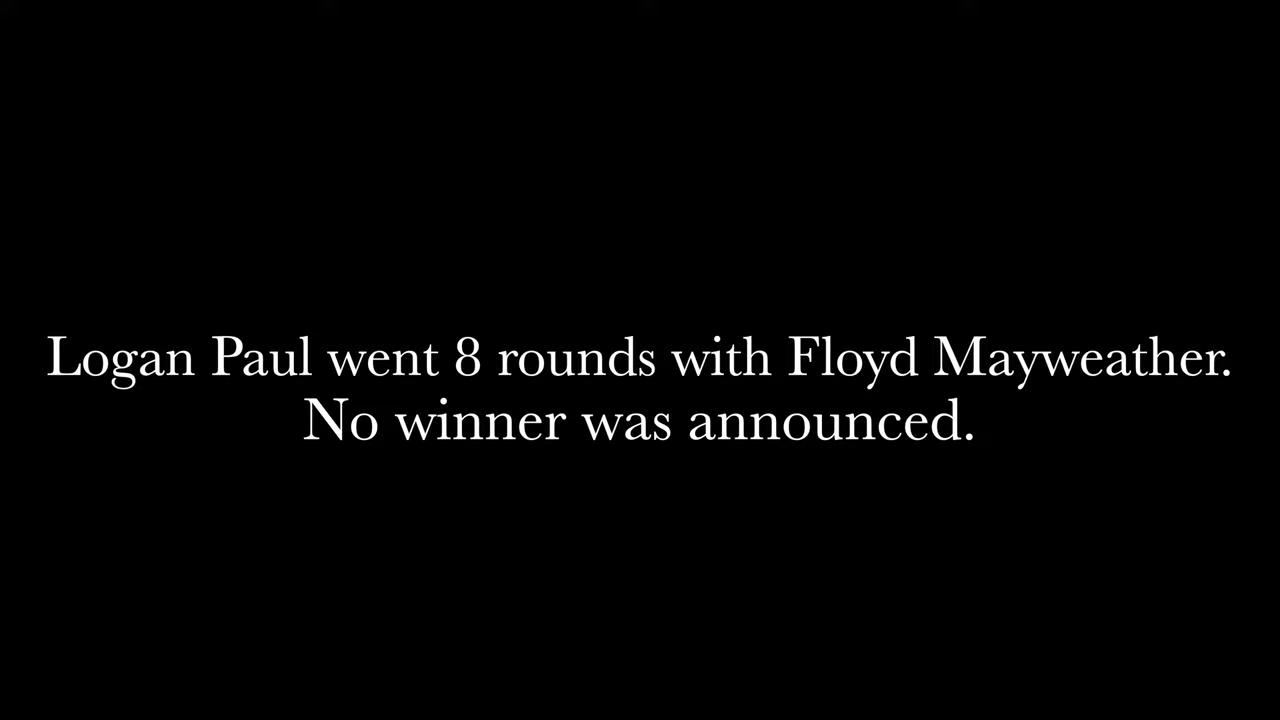 Logan Paul went 8 rounds with Floyd Mayweather.
No winner was announced.